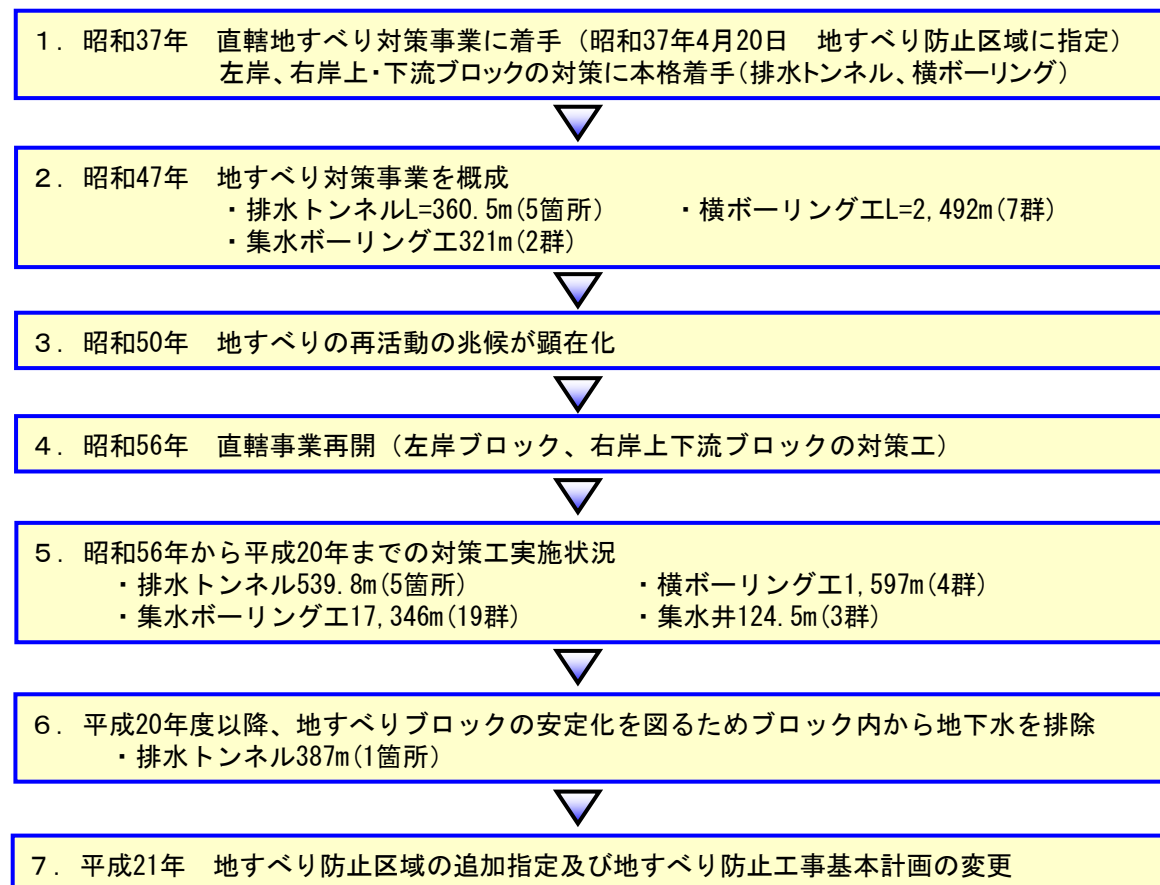 １．昭和37年　直轄地すべり対策事業に着手（昭和37年4月20日　地すべり防止区域に指定）
左岸、右岸上・下流ブロックの対策に本格着手（排水トンネル、横ボーリング）
２．昭和47年　地すべり対策事業を概成
・排水トンネルL=360.5m(5箇所)　　・横ボーリング工L=2,492m(7群)
・集水ボーリング工321m(2群)
３．昭和50年　地すべりの再活動の兆候が顕在化
４．昭和56年　直轄事業再開（左岸ブロック、右岸上下流ブロックの対策工）
５．昭和56年から平成20年までの対策工実施状況
・排水トンネル539.8m(5箇所)　　・横ボーリング工1,597m(4群)
・集水ボーリング工17,346m(19群)　　・集水井124.5m(3群)
６．平成20年度以降、地すべりブロックの安定化を図るためブロック内から地下水を排除
・排水トンネル387m(1箇所)
７．平成21年　地すべり防止区域の追加指定及び地すべり防止工事基本計画の変更